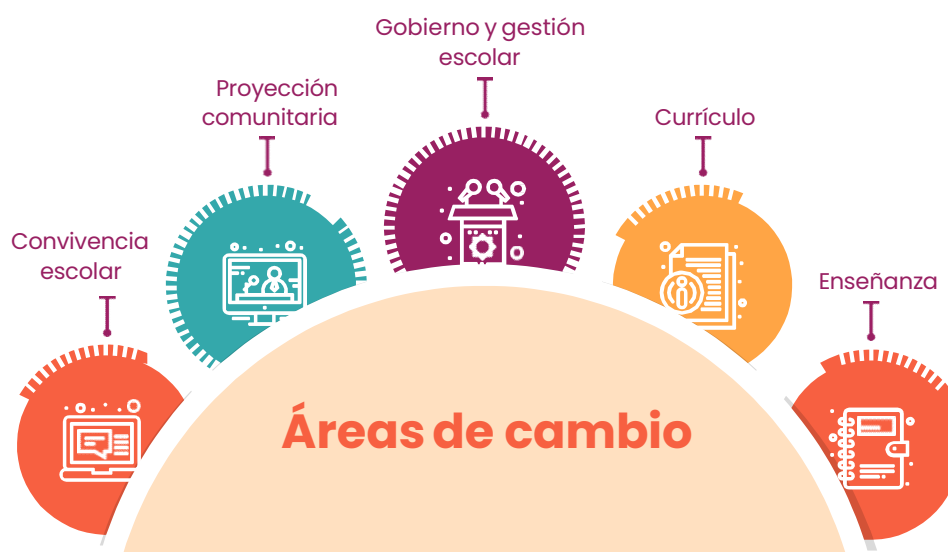 Gobierno y gestión
escolar
Proyección
comunitaria
Currículo
Convivencia
escolar
Enseñanza
Áreas de cambio